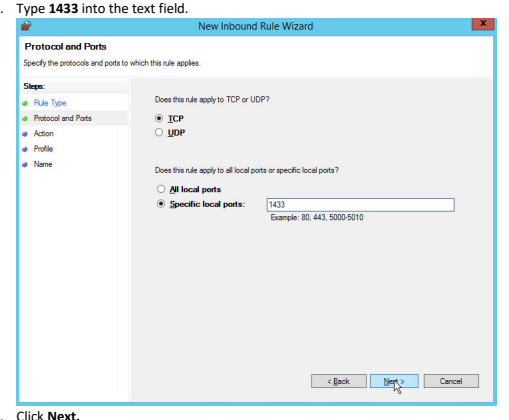 . Type 1433 into the text field.
New Inbound Rule Wizard
X
Protocol and Ports
Specify the protocols and ports to which this rule applies.
Steps:
Rule Type
Protocol and Ports
Action
Profile
Name
Does this rule apply to TCP or UDP?
TCP
UDP
Does this rule apply to all local ports or specific local ports?
All local ports
Specific local ports: 1433
Example: 80, 443, 5000-5010
< Back Next > Cancel
. Click Next.